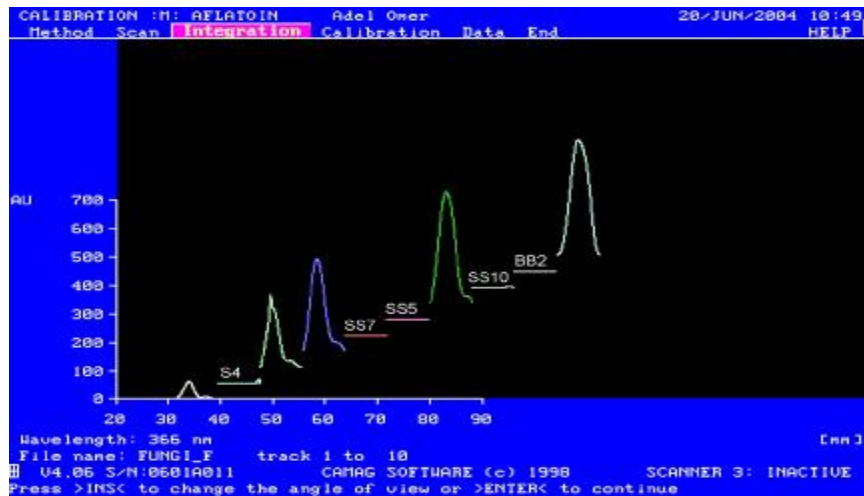 CALIBRATION :M: AFLATOIN Adel Omer 20/JUN/2004 10:49
Method Scan Integration Calibration Data End HELP
AU 700
600
500
400
300
200
100
0
S4
SS7
SS5
SS10
BB2
20 30 40 50 60 70 80 90
Wavelength: 366 nm [mm]
File name: FUNGI_F track 1 to 10
V4.06 S/N:0601A011 CAMAG SOFTWARE (c) 1998 SCANNER 3: INACTIVE
Press >INS< to change the angle of view or >ENTER< to continue